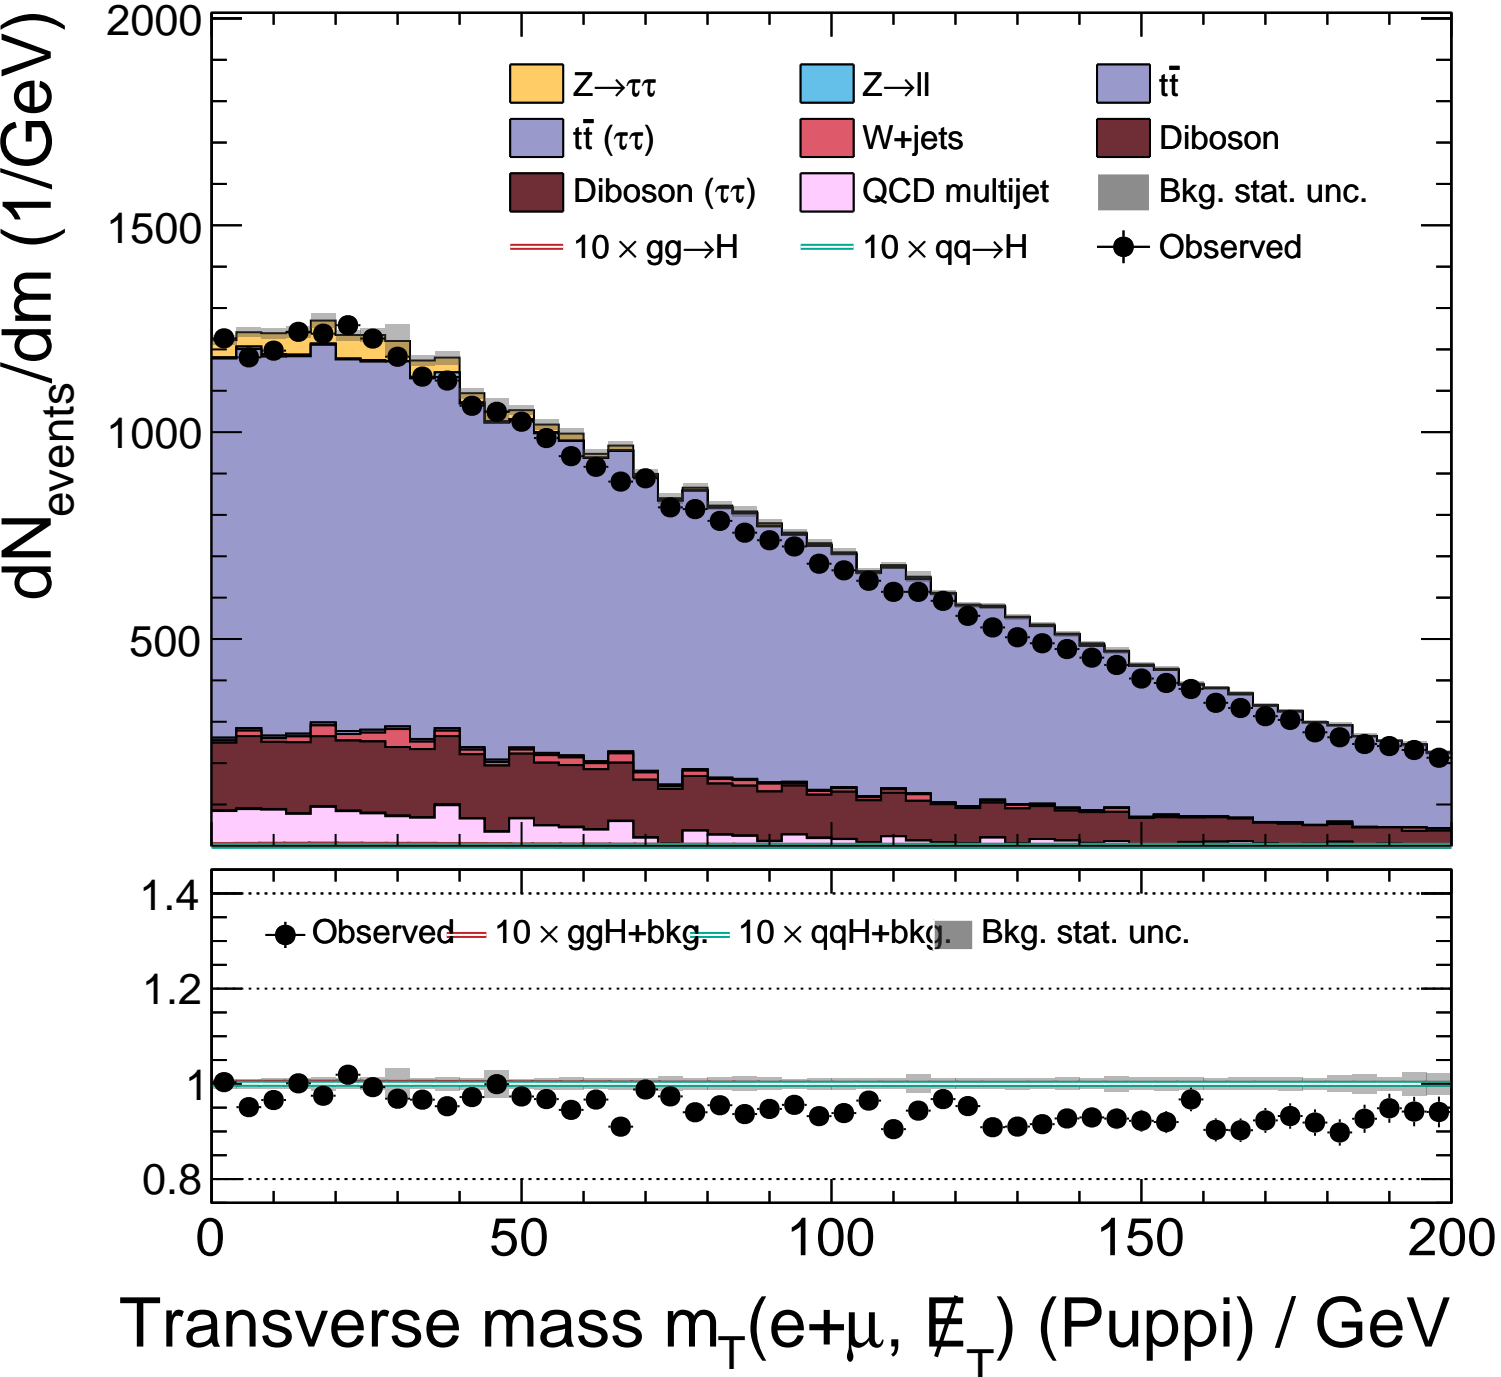 dN_events/dm (1/GeV)
2000
1500
1000
500
Z→ττ Z→ll tt̄
tt̄ (ττ) W+jets Diboson
Diboson (ττ) QCD multijet Bkg. stat. unc.
10 × gg→H 10 × qq→H Observed
1.4
1.2
1
0.8
Observed 10 × ggH+bkg. 10 × qqH+bkg. Bkg. stat. unc.
0 50 100 150 200
Transverse mass m_T(e+μ, E̸_T) (Puppi) / GeV